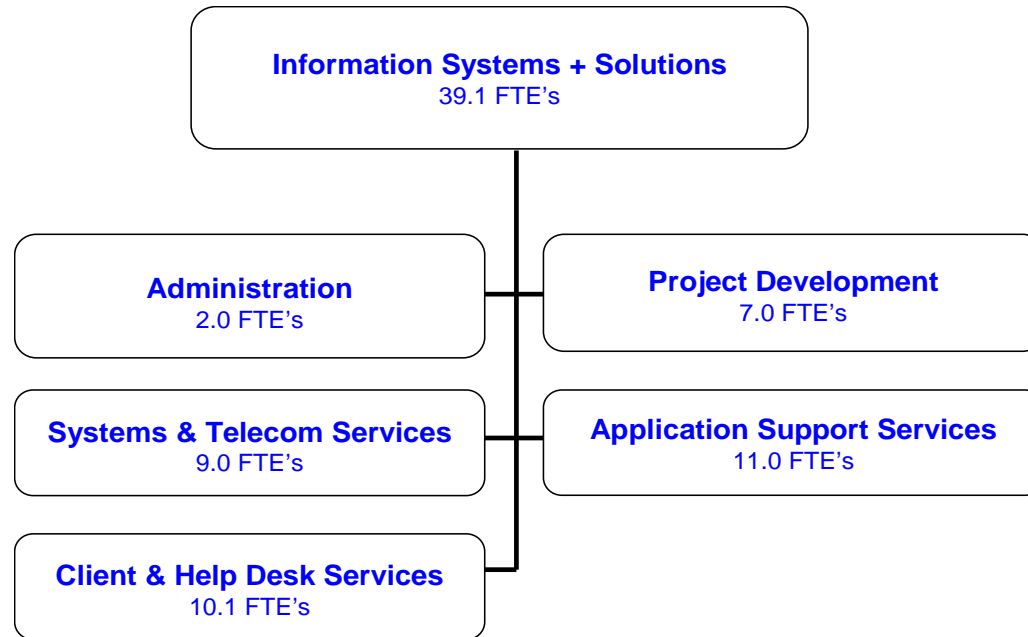 Information Systems + Solutions
39.1 FTE’s
Administration
2.0 FTE’s
Project Development
7.0 FTE’s
Systems & Telecom Services
9.0 FTE’s
Application Support Services
11.0 FTE’s
Client & Help Desk Services
10.1 FTE’s